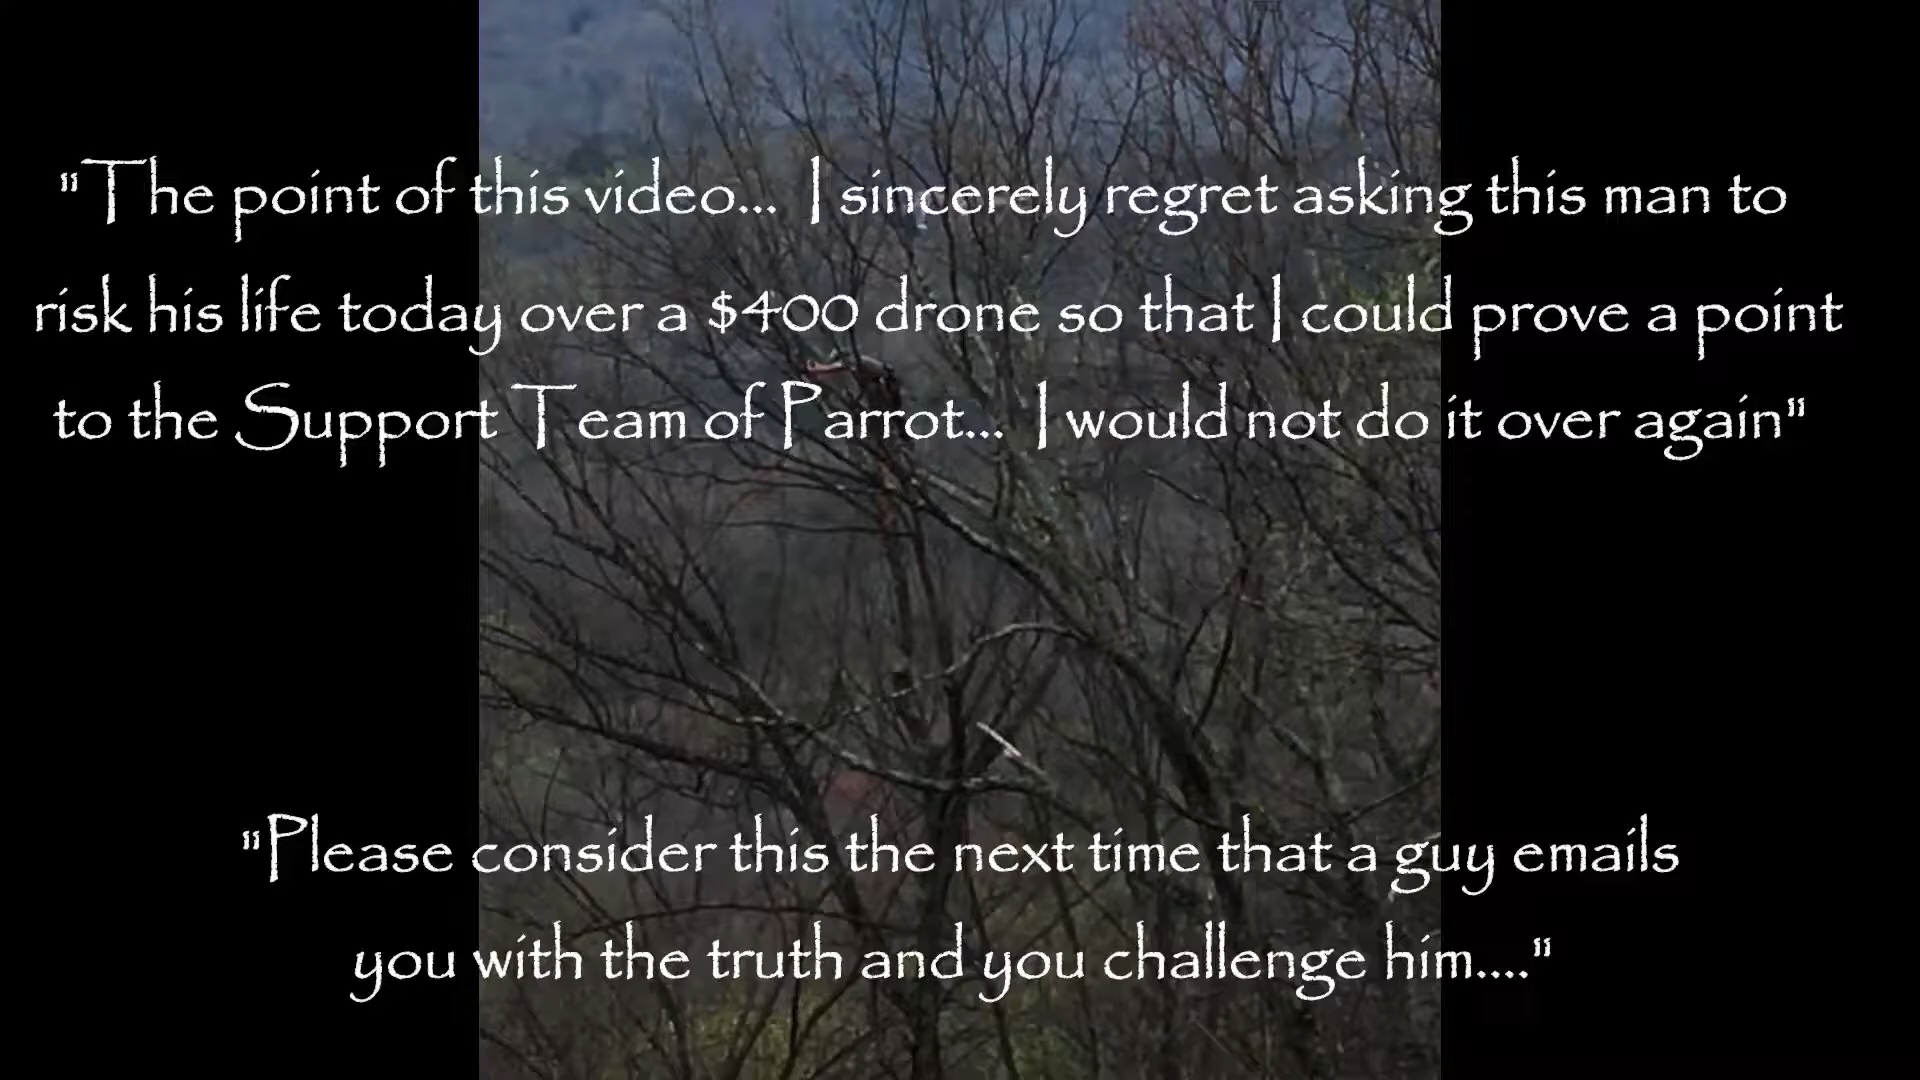 "The point of this video... I sincerely regret asking this man to
risk his life today over a $400 drone so that I could prove a point
to the Support Team of Parrot... I would not do it over again"
"Please consider this the next time that a guy emails
you with the truth and you challenge him...."